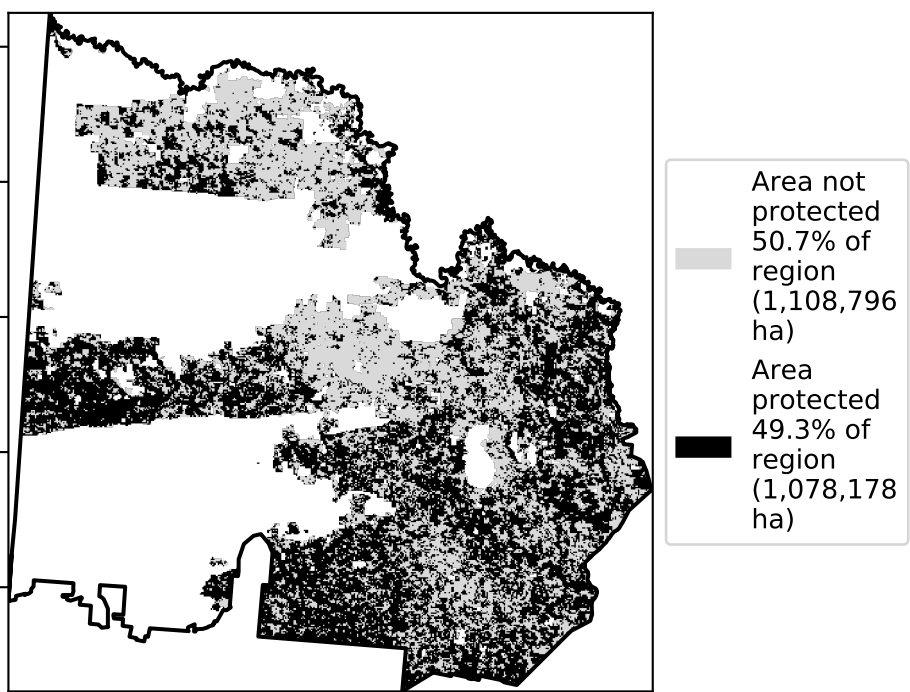 Area not
protected
50.7% of
region
(1,108,796
ha)
Area
protected
49.3% of
region
(1,078,178
ha)